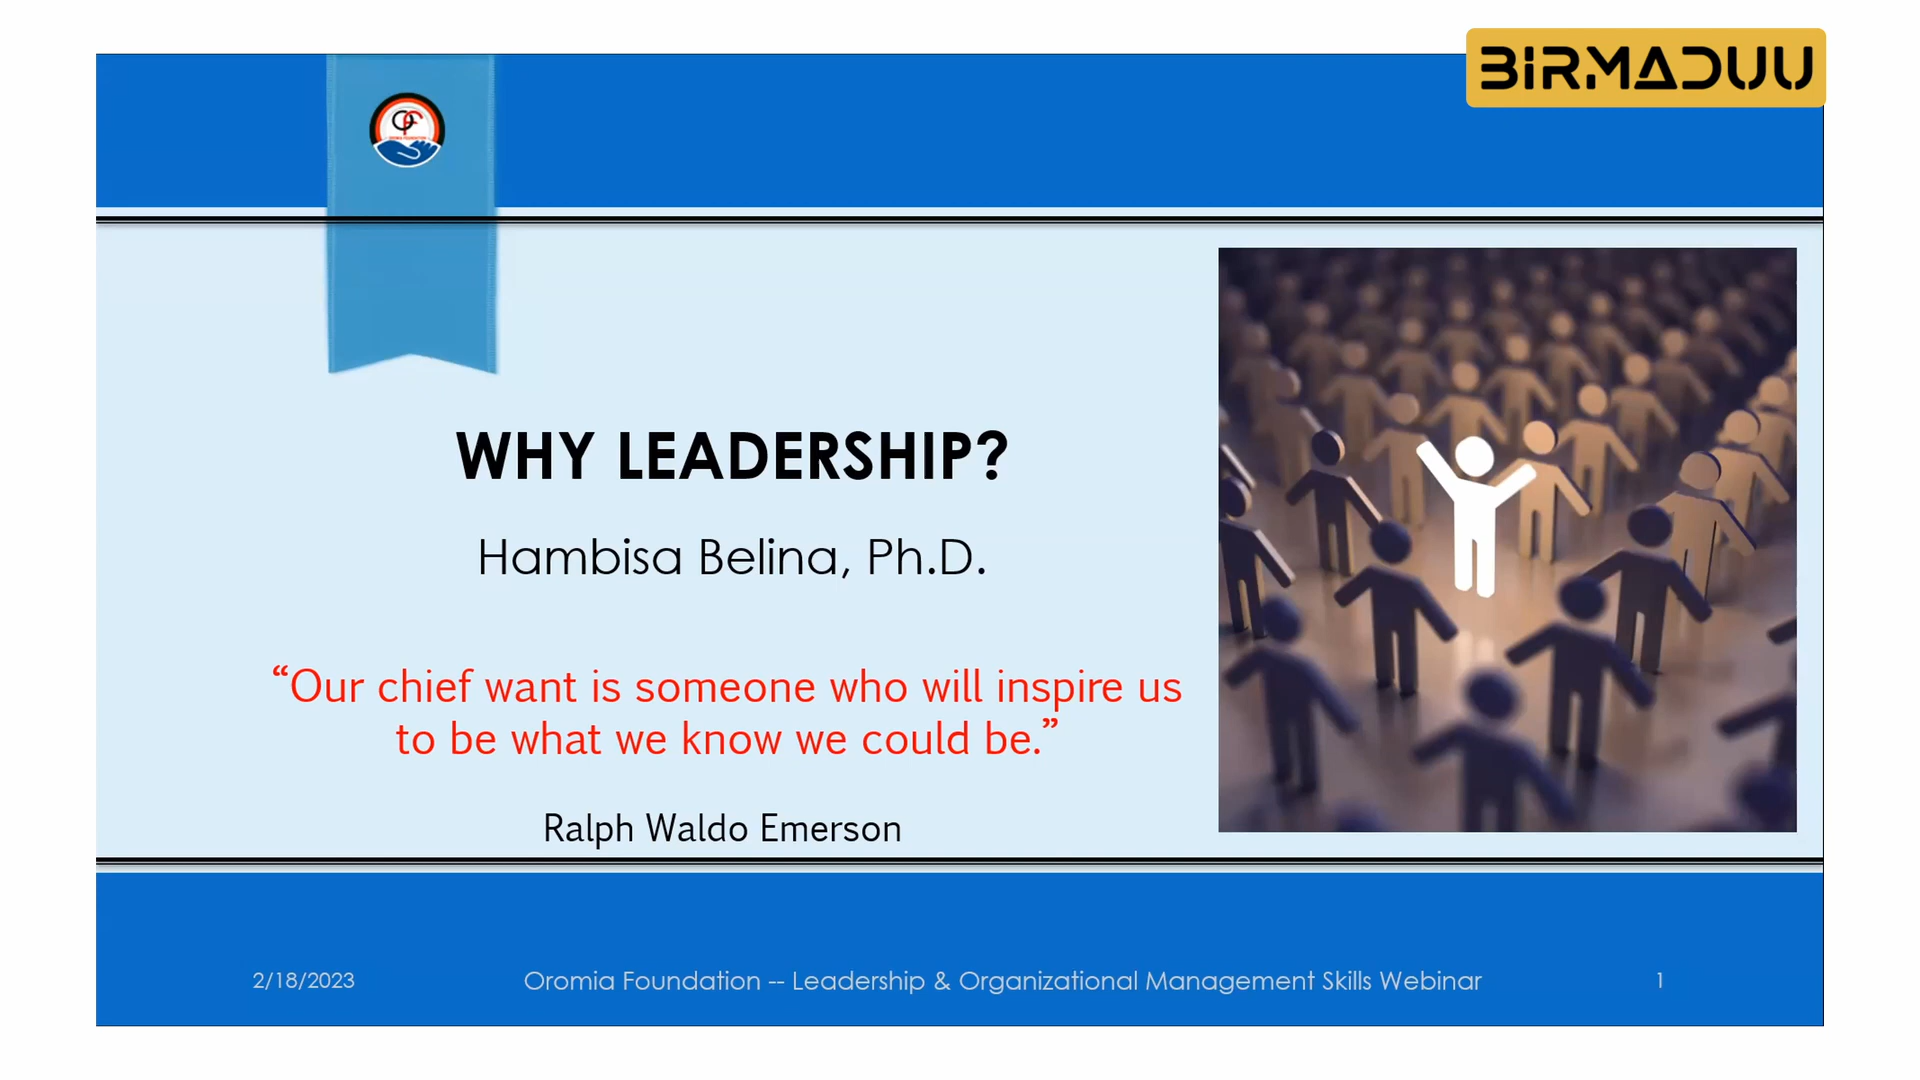 BiRMADUU
OF
WHY LEADERSHIP?
Hambisa Belina, Ph.D.
“Our chief want is someone who will inspire us
to be what we know we could be.”
Ralph Waldo Emerson
2/18/2023
Oromia Foundation -- Leadership & Organizational Management Skills Webinar
1